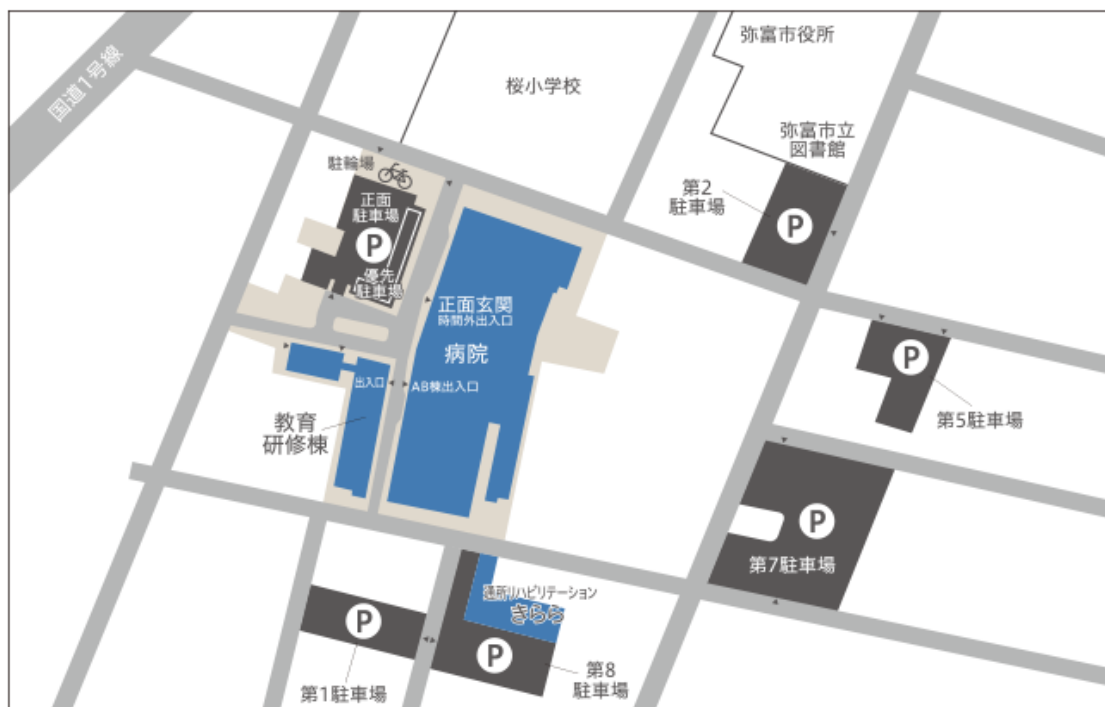 国道1号線
桜小学校
弥富市役所
弥富市立
図書館
駐輪場
正面
駐車場
P
優先
駐車場
第2
駐車場
P
正面玄関
時間外出入口
病院
出入口
AB棟出入口
教育
研修棟
P
第5駐車場
P
第7駐車場
通所リハビリテーション
きらら
P
第1駐車場
P
第8
駐車場